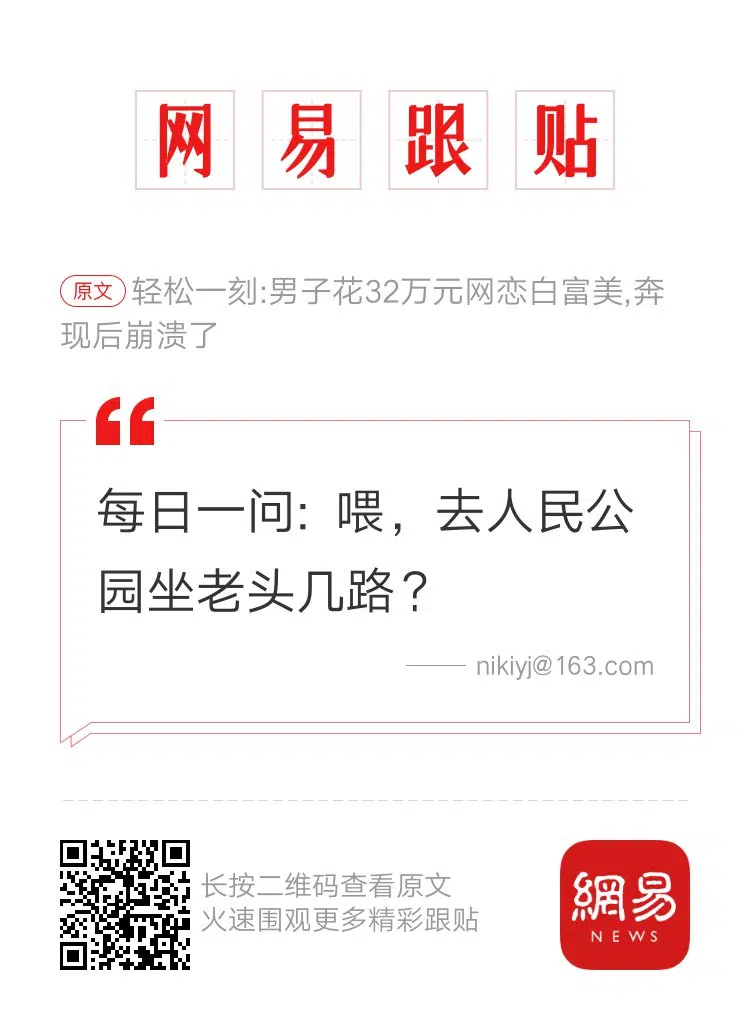 网易跟贴
原文 轻松一刻:男子花32万元网恋白富美,奔
现后崩溃了
每日一问：喂，去人民公
园坐老头几路？
—— nikiyj@163.com
长按二维码查看原文
火速围观更多精彩跟贴
網易
NEWS